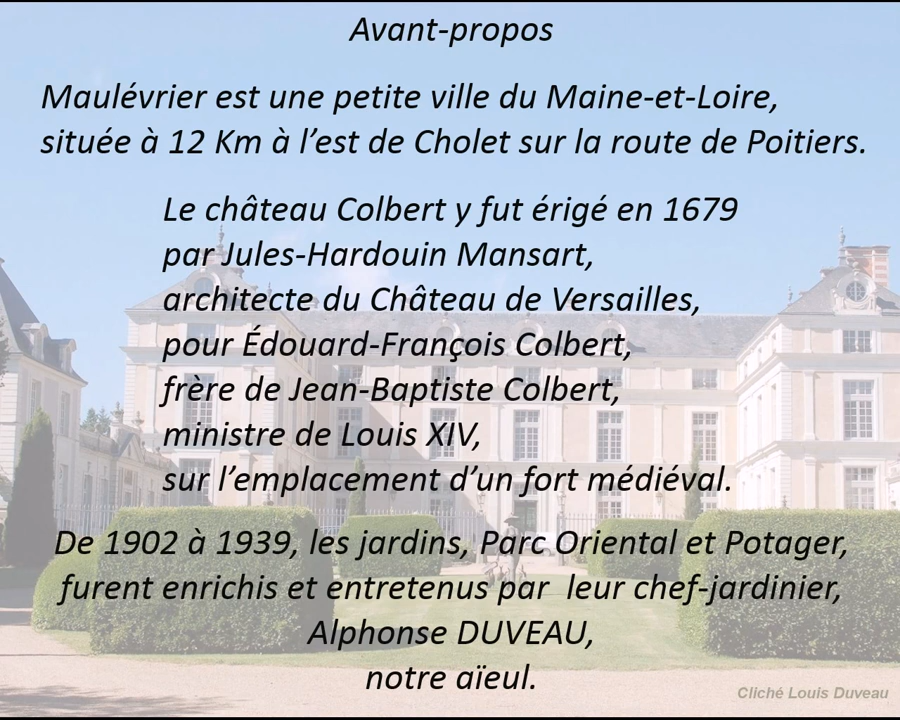 Avant-propos
Maulévrier est une petite ville du Maine-et-Loire,
située à 12 Km à l’est de Cholet sur la route de Poitiers.
Le château Colbert y fut érigé en 1679
par Jules-Hardouin Mansart,
architecte du Château de Versailles,
pour Édouard-François Colbert,
frère de Jean-Baptiste Colbert,
ministre de Louis XIV,
sur l’emplacement d’un fort médiéval.
De 1902 à 1939, les jardins, Parc Oriental et Potager,
furent enrichis et entretenus par  leur chef-jardinier,
Alphonse DUVEAU,
notre aïeul.
Cliché Louis Duveau